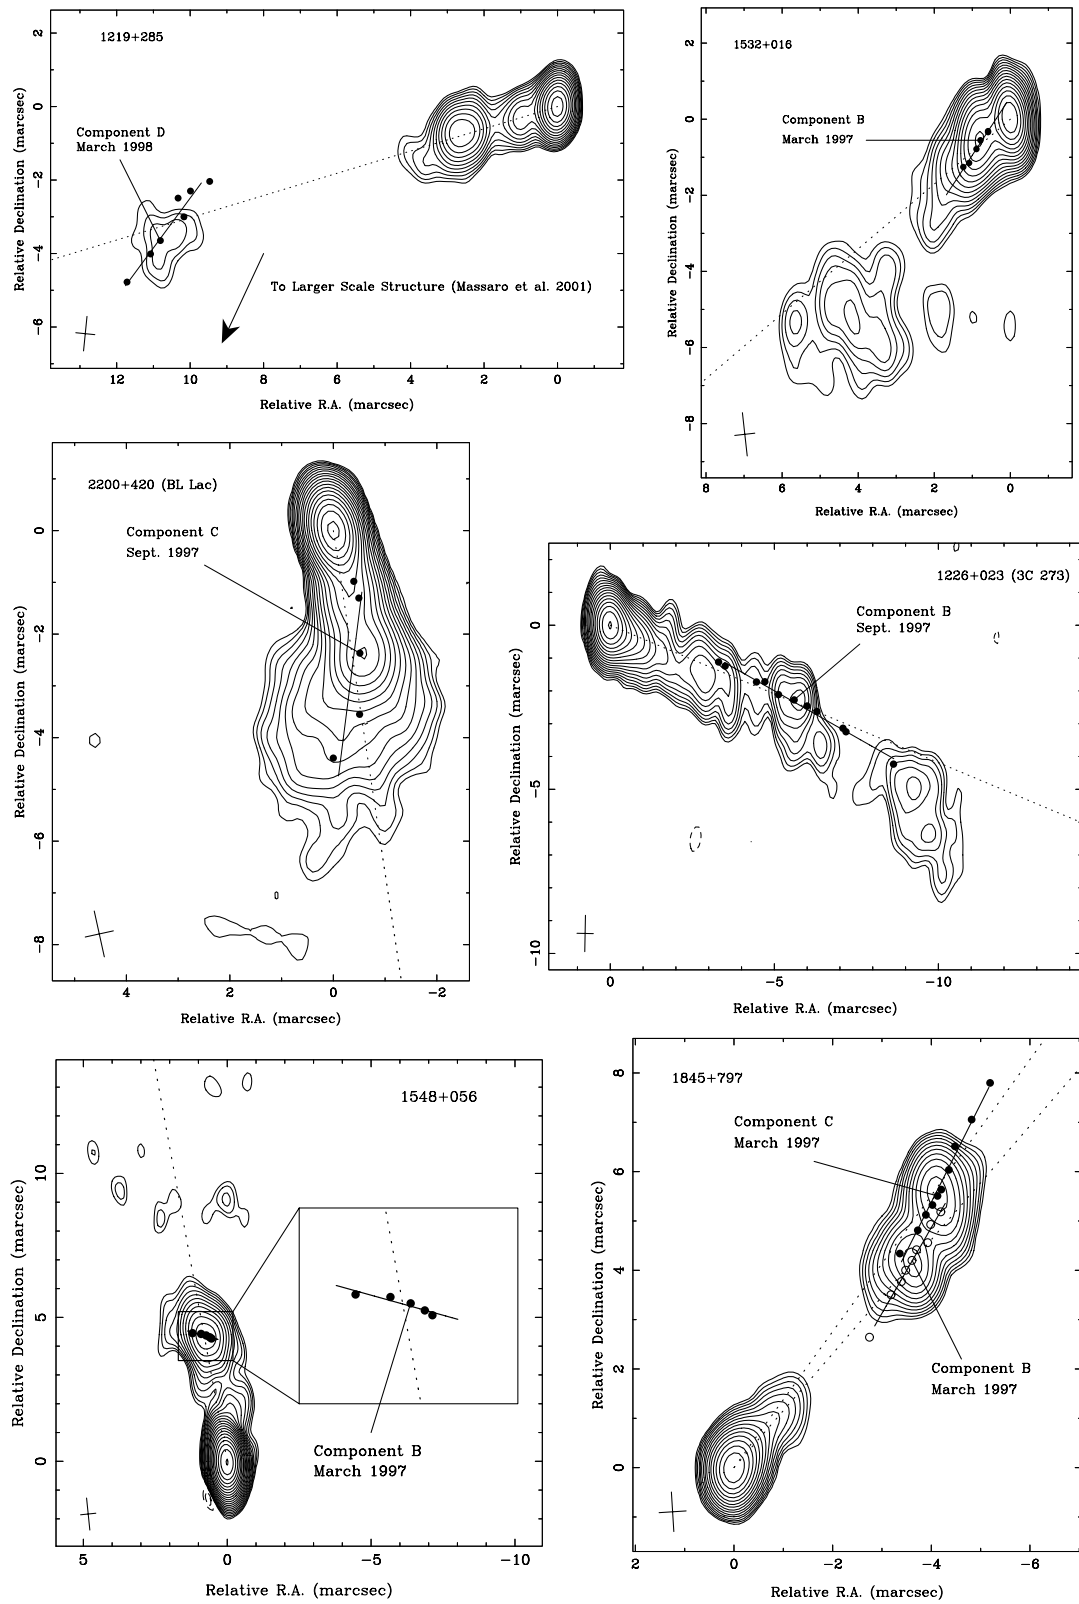 1219+285
Component D
March 1998
To Larger Scale Structure (Massaro et al. 2001)
2
0
-2
-4
-6
Relative Declination (marcsec)
12 10 8 6 4 2 0
Relative R.A. (marcsec)
1532+016
Component B
March 1997
2
0
-2
-4
-6
-8
Relative Declination (marcsec)
8 6 4 2 0
Relative R.A. (marcsec)
2200+420 (BL Lac)
Component C
Sept. 1997
0
-2
-4
-6
-8
Relative Declination (marcsec)
4 2 0 -2
Relative R.A. (marcsec)
1226+023 (3C 273)
Component B
Sept. 1997
0
-5
-10
Relative Declination (marcsec)
0 -5 -10
Relative R.A. (marcsec)
1548+056
Component B
March 1997
10
5
0
Relative Declination (marcsec)
5 0 -5 -10
Relative R.A. (marcsec)
1845+797
Component C
March 1997
Component B
March 1997
8
6
4
2
0
Relative Declination (marcsec)
2 0 -2 -4 -6
Relative R.A. (marcsec)